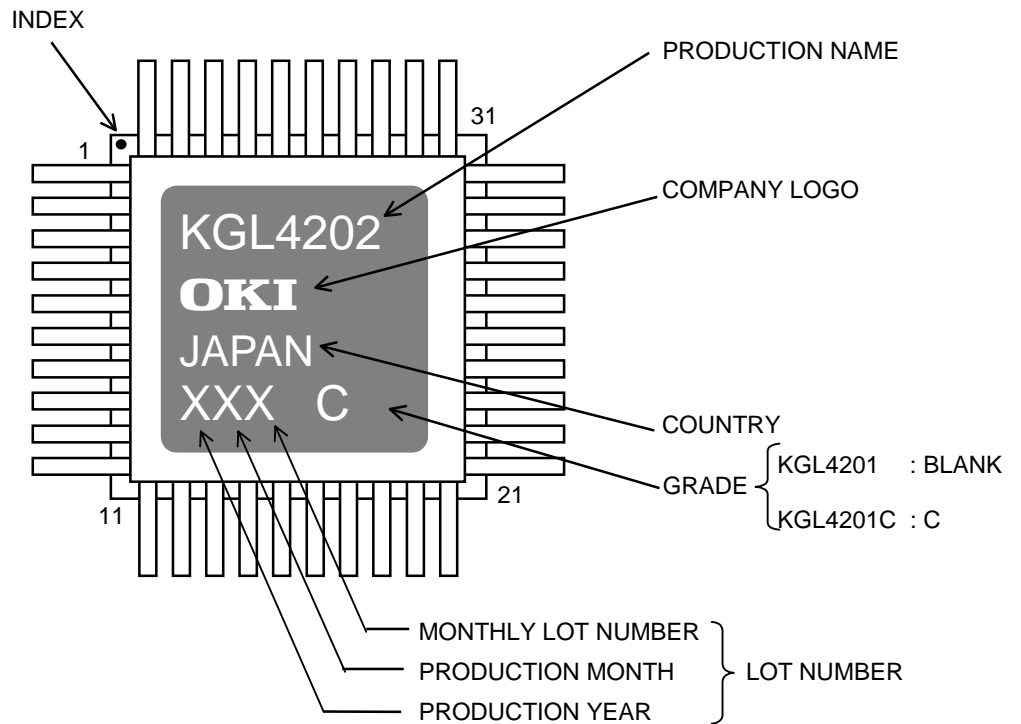 INDEX
PRODUCTION NAME
31
1
COMPANY LOGO
KGL4202
OKI
JAPAN
XXX C
COUNTRY
GRADE
KGL4201 : BLANK
KGL4201C : C
21
11
MONTHLY LOT NUMBER
PRODUCTION MONTH
LOT NUMBER
PRODUCTION YEAR